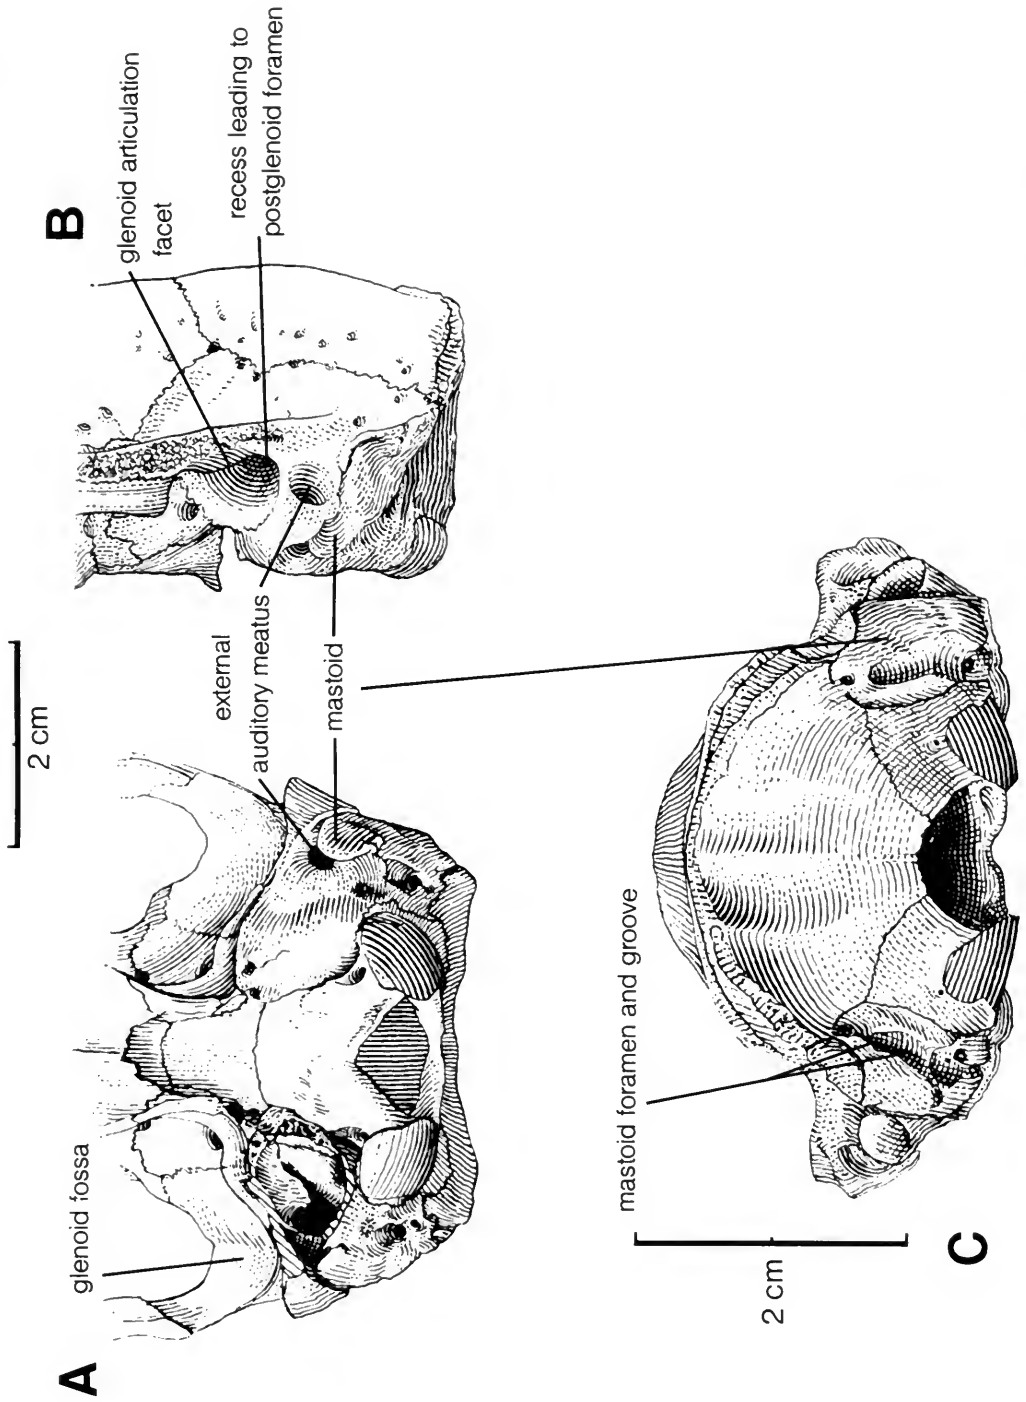 A
glenoid fossa
2 cm
external
auditory meatus
mastoid
B
glenoid articulation
facet
recess leading to
postglenoid foramen
C
2 cm
mastoid foramen and groove